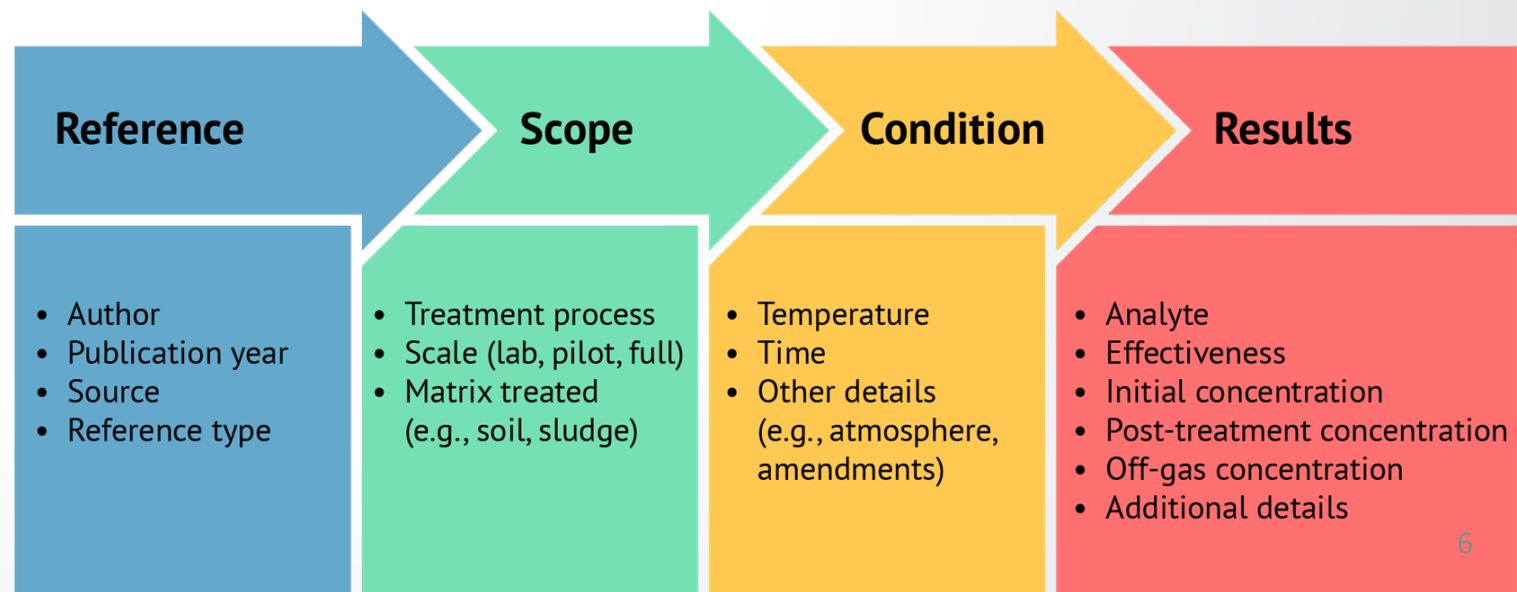 Reference
Scope
Condition
Results
• Author
• Publication year
• Source
• Reference type
• Treatment process
• Scale (lab, pilot, full)
• Matrix treated
(e.g., soil, sludge)
• Temperature
• Time
• Other details
(e.g., atmosphere,
amendments)
• Analyte
• Effectiveness
• Initial concentration
• Post-treatment concentration
• Off-gas concentration
• Additional details
6